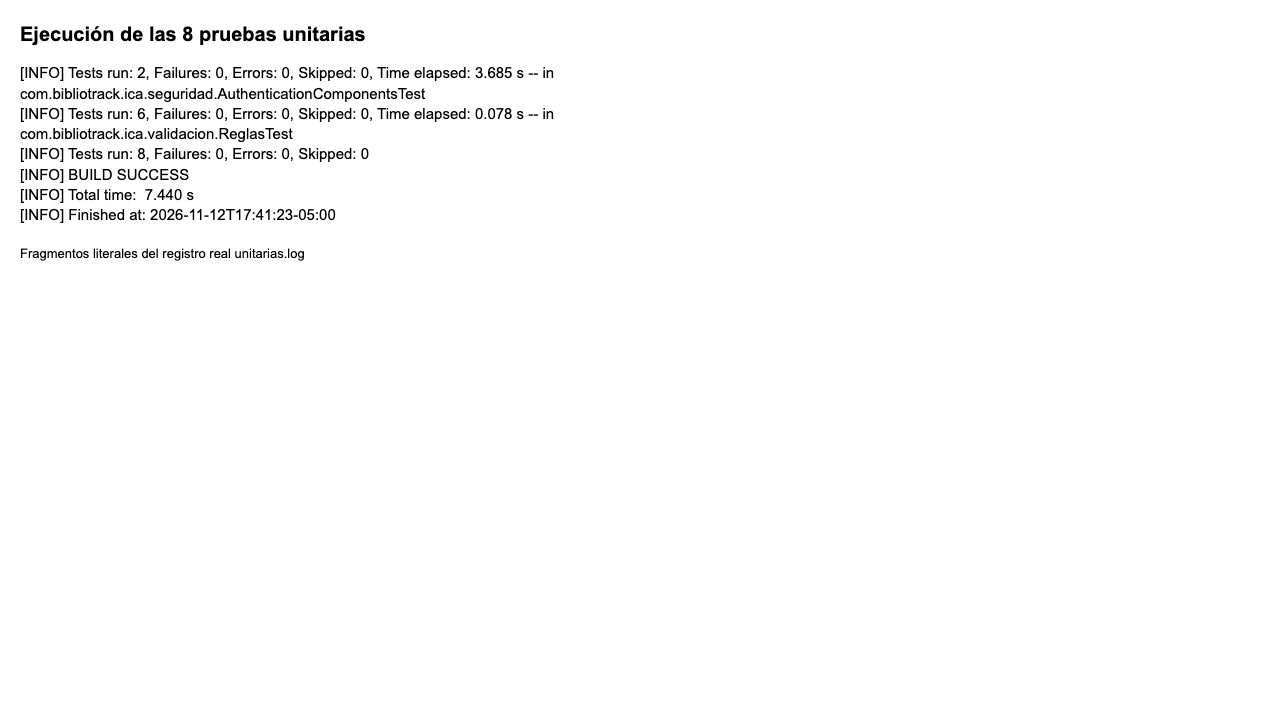 Ejecución de las 8 pruebas unitarias
[INFO] Tests run: 2, Failures: 0, Errors: 0, Skipped: 0, Time elapsed: 3.685 s -- in
com.bibliotrack.ica.seguridad.AuthenticationComponentsTest
[INFO] Tests run: 6, Failures: 0, Errors: 0, Skipped: 0, Time elapsed: 0.078 s -- in
com.bibliotrack.ica.validacion.ReglasTest
[INFO] Tests run: 8, Failures: 0, Errors: 0, Skipped: 0
[INFO] BUILD SUCCESS
[INFO] Total time:  7.440 s
[INFO] Finished at: 2026-11-12T17:41:23-05:00
Fragmentos literales del registro real unitarias.log